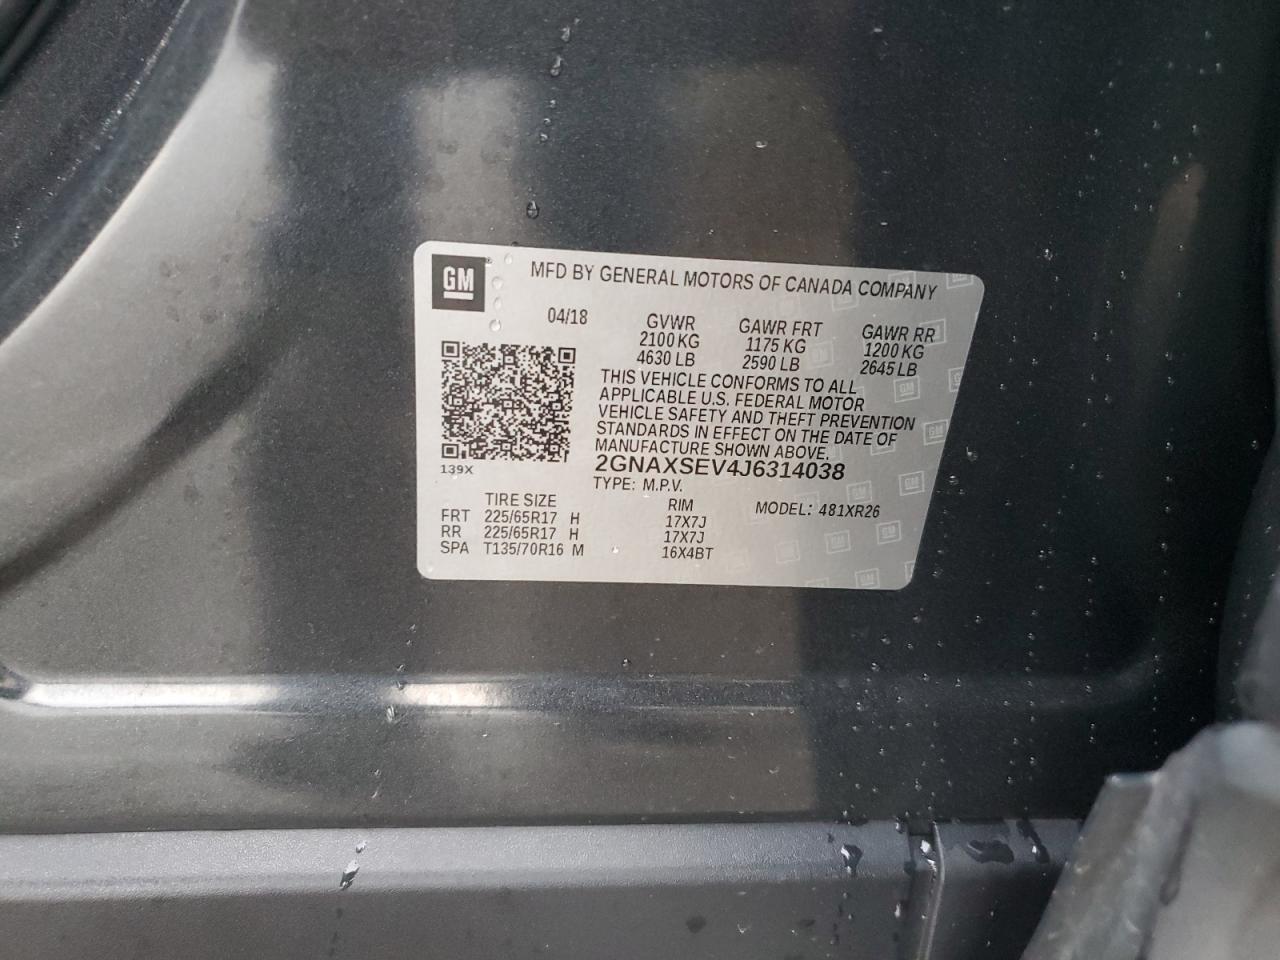 GM
MFD BY GENERAL MOTORS OF CANADA COMPANY
04/18 GVWR GAWR FRT GAWR RR
2100 KG 1175 KG 1200 KG
4630 LB 2590 LB 2645 LB
THIS VEHICLE CONFORMS TO ALL
APPLICABLE U.S. FEDERAL MOTOR
VEHICLE SAFETY AND THEFT PREVENTION
STANDARDS IN EFFECT ON THE DATE OF
MANUFACTURE SHOWN ABOVE.
139X
2GNAXSEV4J6314038
TYPE: M.P.V.
TIRE SIZE RIM MODEL: 481XR26
FRT 225/65R17 H 17X7J
RR 225/65R17 H 17X7J
SPA T135/70R16 M 16X4BT